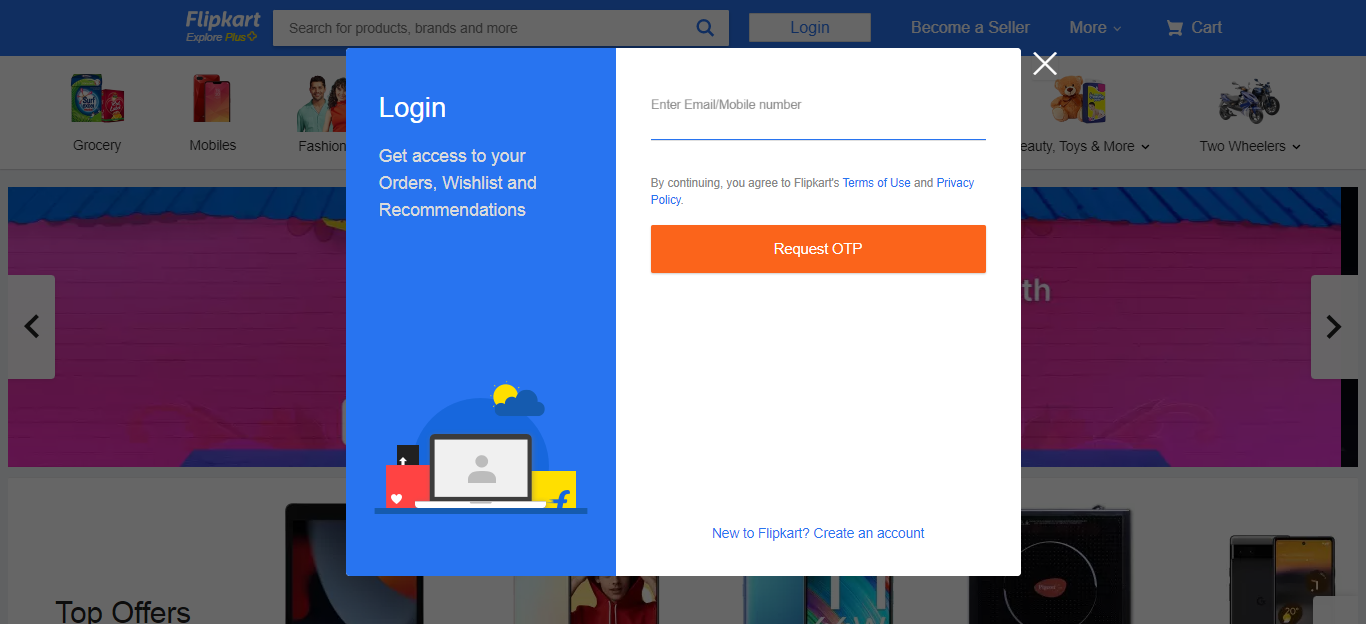 Flipkart
Explore Plus
Search for products, brands and more
Login
Become a Seller
More
Cart
Grocery
Mobiles
Fashion
eauty, Toys & More
Two Wheelers
Login
Get access to your
Orders, Wishlist and
Recommendations
Enter Email/Mobile number
By continuing, you agree to Flipkart's Terms of Use and Privacy
Policy.
Request OTP
New to Flipkart? Create an account
th
Top Offers
20°